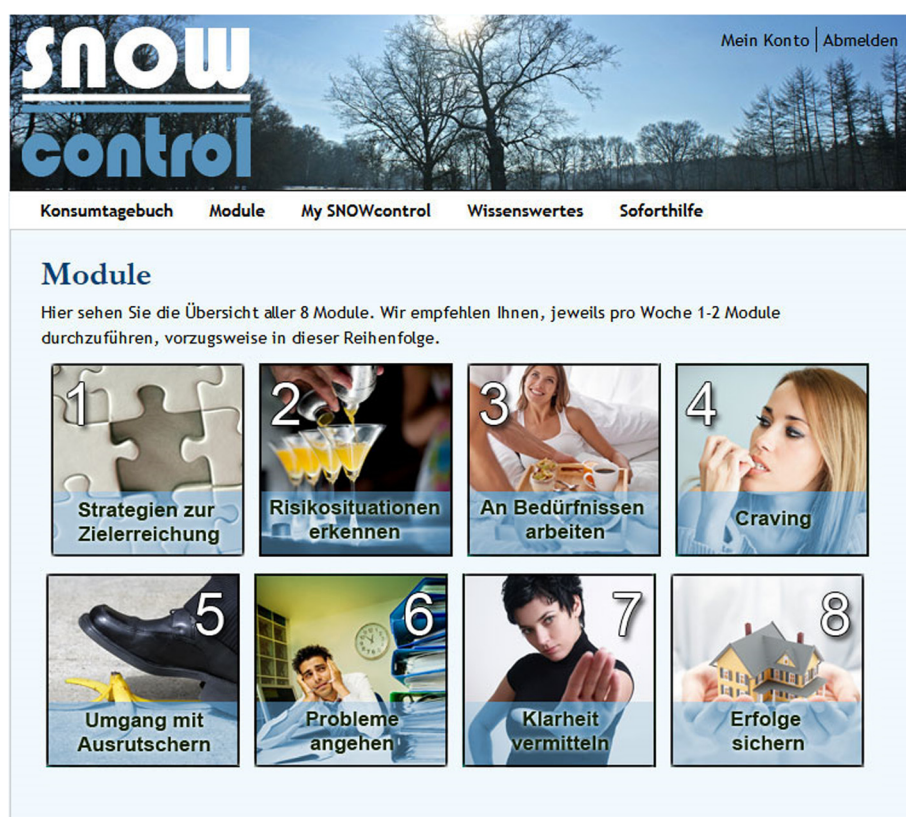 snow
control
Mein Konto | Abmelden
Konsumtagebuch Module My SNOWcontrol Wissenswertes Soforthilfe
Module
Hier sehen Sie die Übersicht aller 8 Module. Wir empfehlen Ihnen, jeweils pro Woche 1-2 Module
durchzuführen, vorzugsweise in dieser Reihenfolge.
1
Strategien zur
Zielerreichung
2
Risikosituationen
erkennen
3
An Bedürfnissen
arbeiten
4
Craving
5
Umgang mit
Ausrutschern
6
Probleme
angehen
7
Klarheit
vermitteln
8
Erfolge
sichern